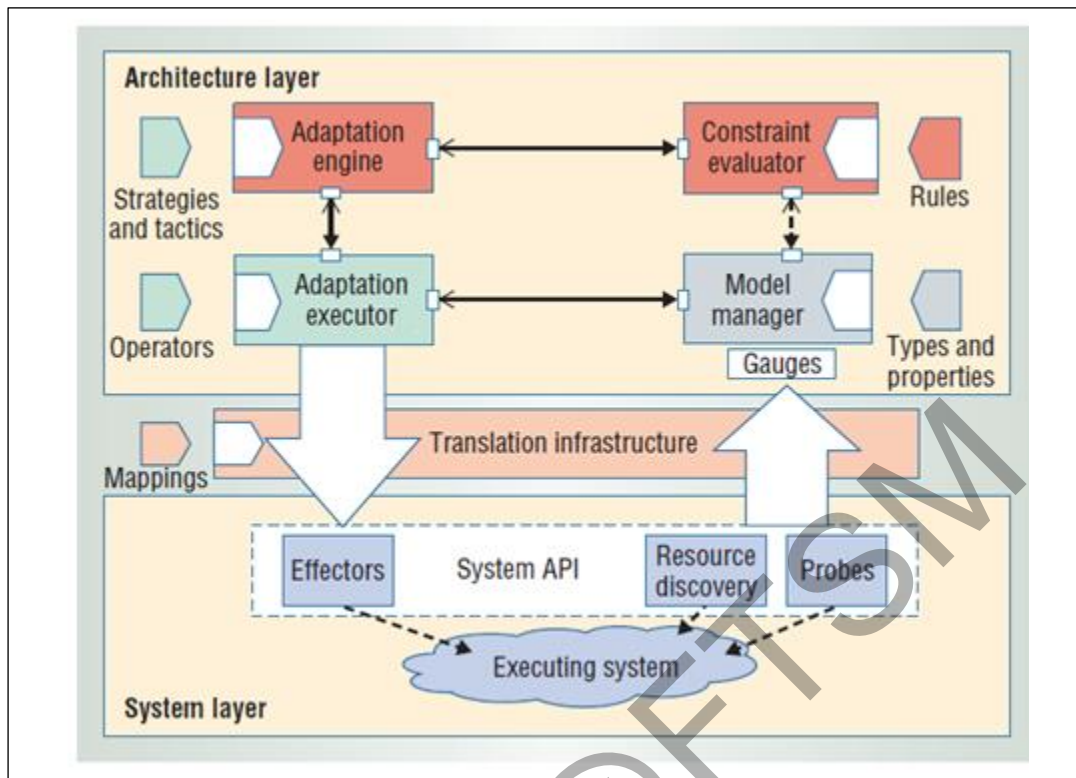 Architecture layer
Adaptation
engine
Constraint
evaluator
Strategies
and tactics
Rules
Adaptation
executor
Model
manager
Operators
Gauges
Types and
properties
Translation infrastructure
Mappings
Effectors
System API
Resource
discovery
Probes
Executing system
System layer
FTSM